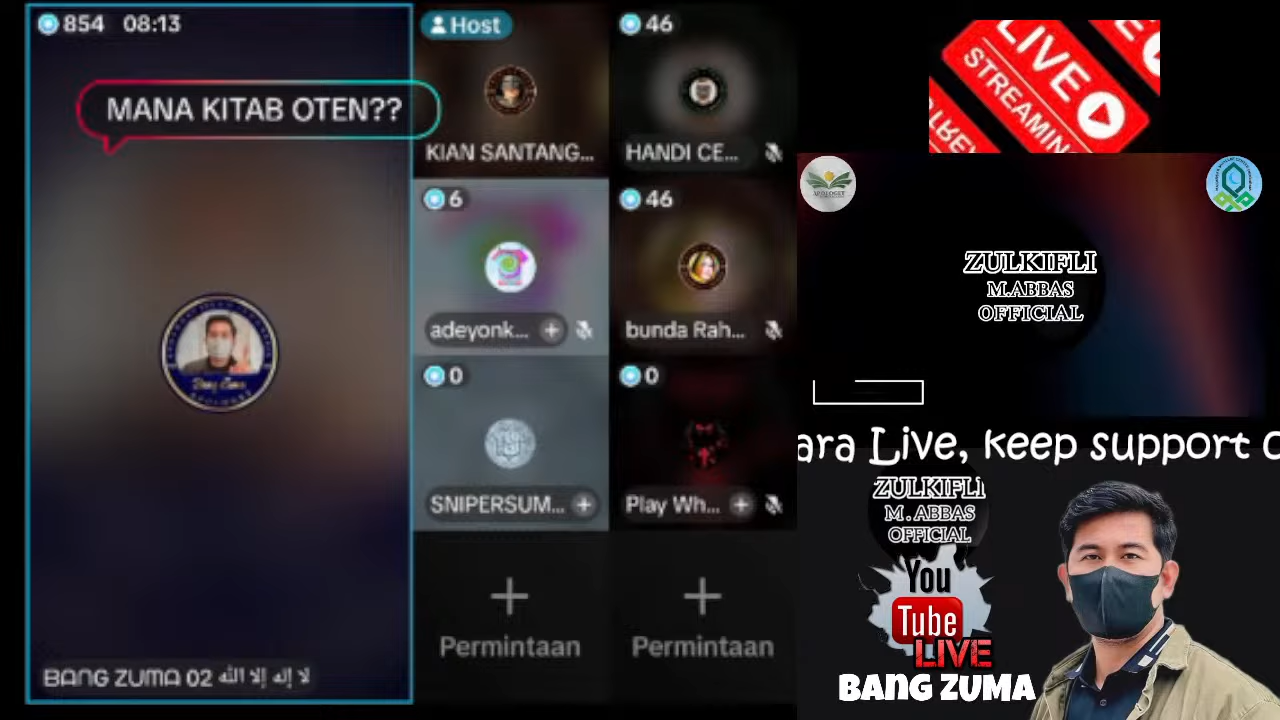 854 08:13
MANA KITAB OTEN??
BANG ZUMA 02 لا إله إلا الله
Host
KIAN SANTANG...
46
HANDI CE...
6
adeyonk...
46
bunda Rah...
0
SNIPERSUM...
0
Play Wh...
Permintaan
Permintaan
LIVE
STREAMING
ZULKIFLI
M.ABBAS
OFFICIAL
ara Live, keep support
ZULKIFLI
M. ABBAS
OFFICIAL
You
Tube
LIVE
BANG ZUMA
Bang Zuma